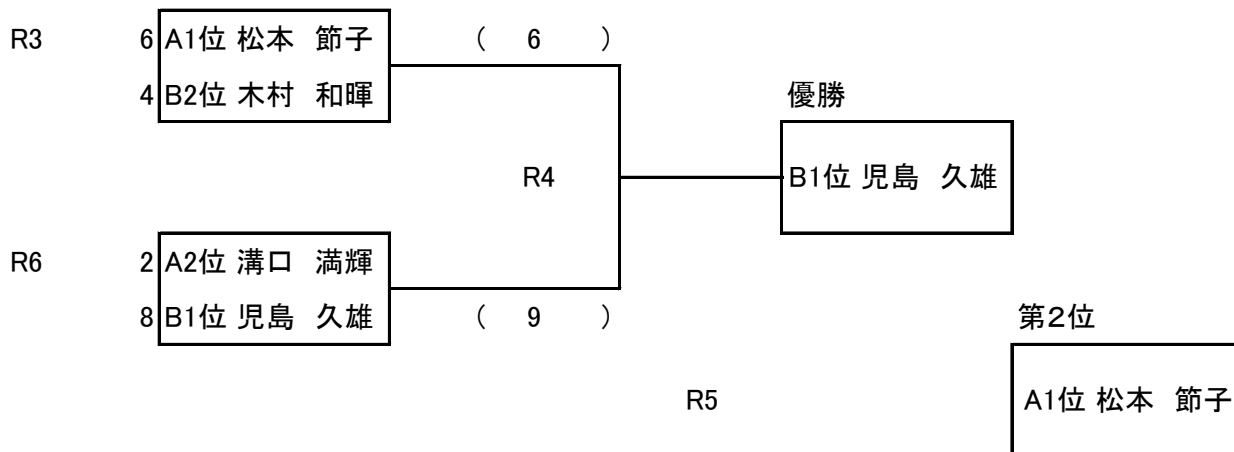 R3 6 A1位 松本 節子 ( 6 )
4 B2位 木村 和暉
優勝
R4 B1位 児島 久雄
R6 2 A2位 溝口 満輝
8 B1位 児島 久雄 ( 9 )
第２位
R5 A1位 松本 節子